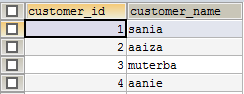 customer_id customer_name
1 sania
2 aaiza
3 muterba
4 aanie